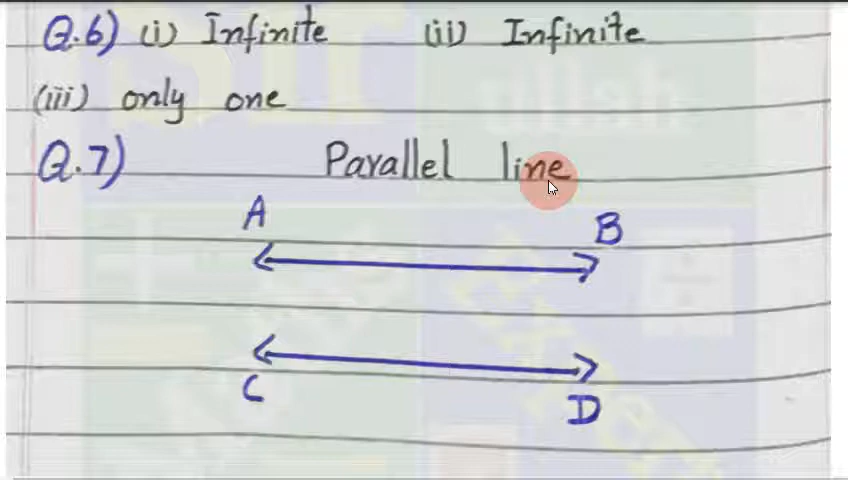 Q.6) (i) Infinite (ii) Infinite
(iii) only one
Q.7) Parallel line
A B
C D